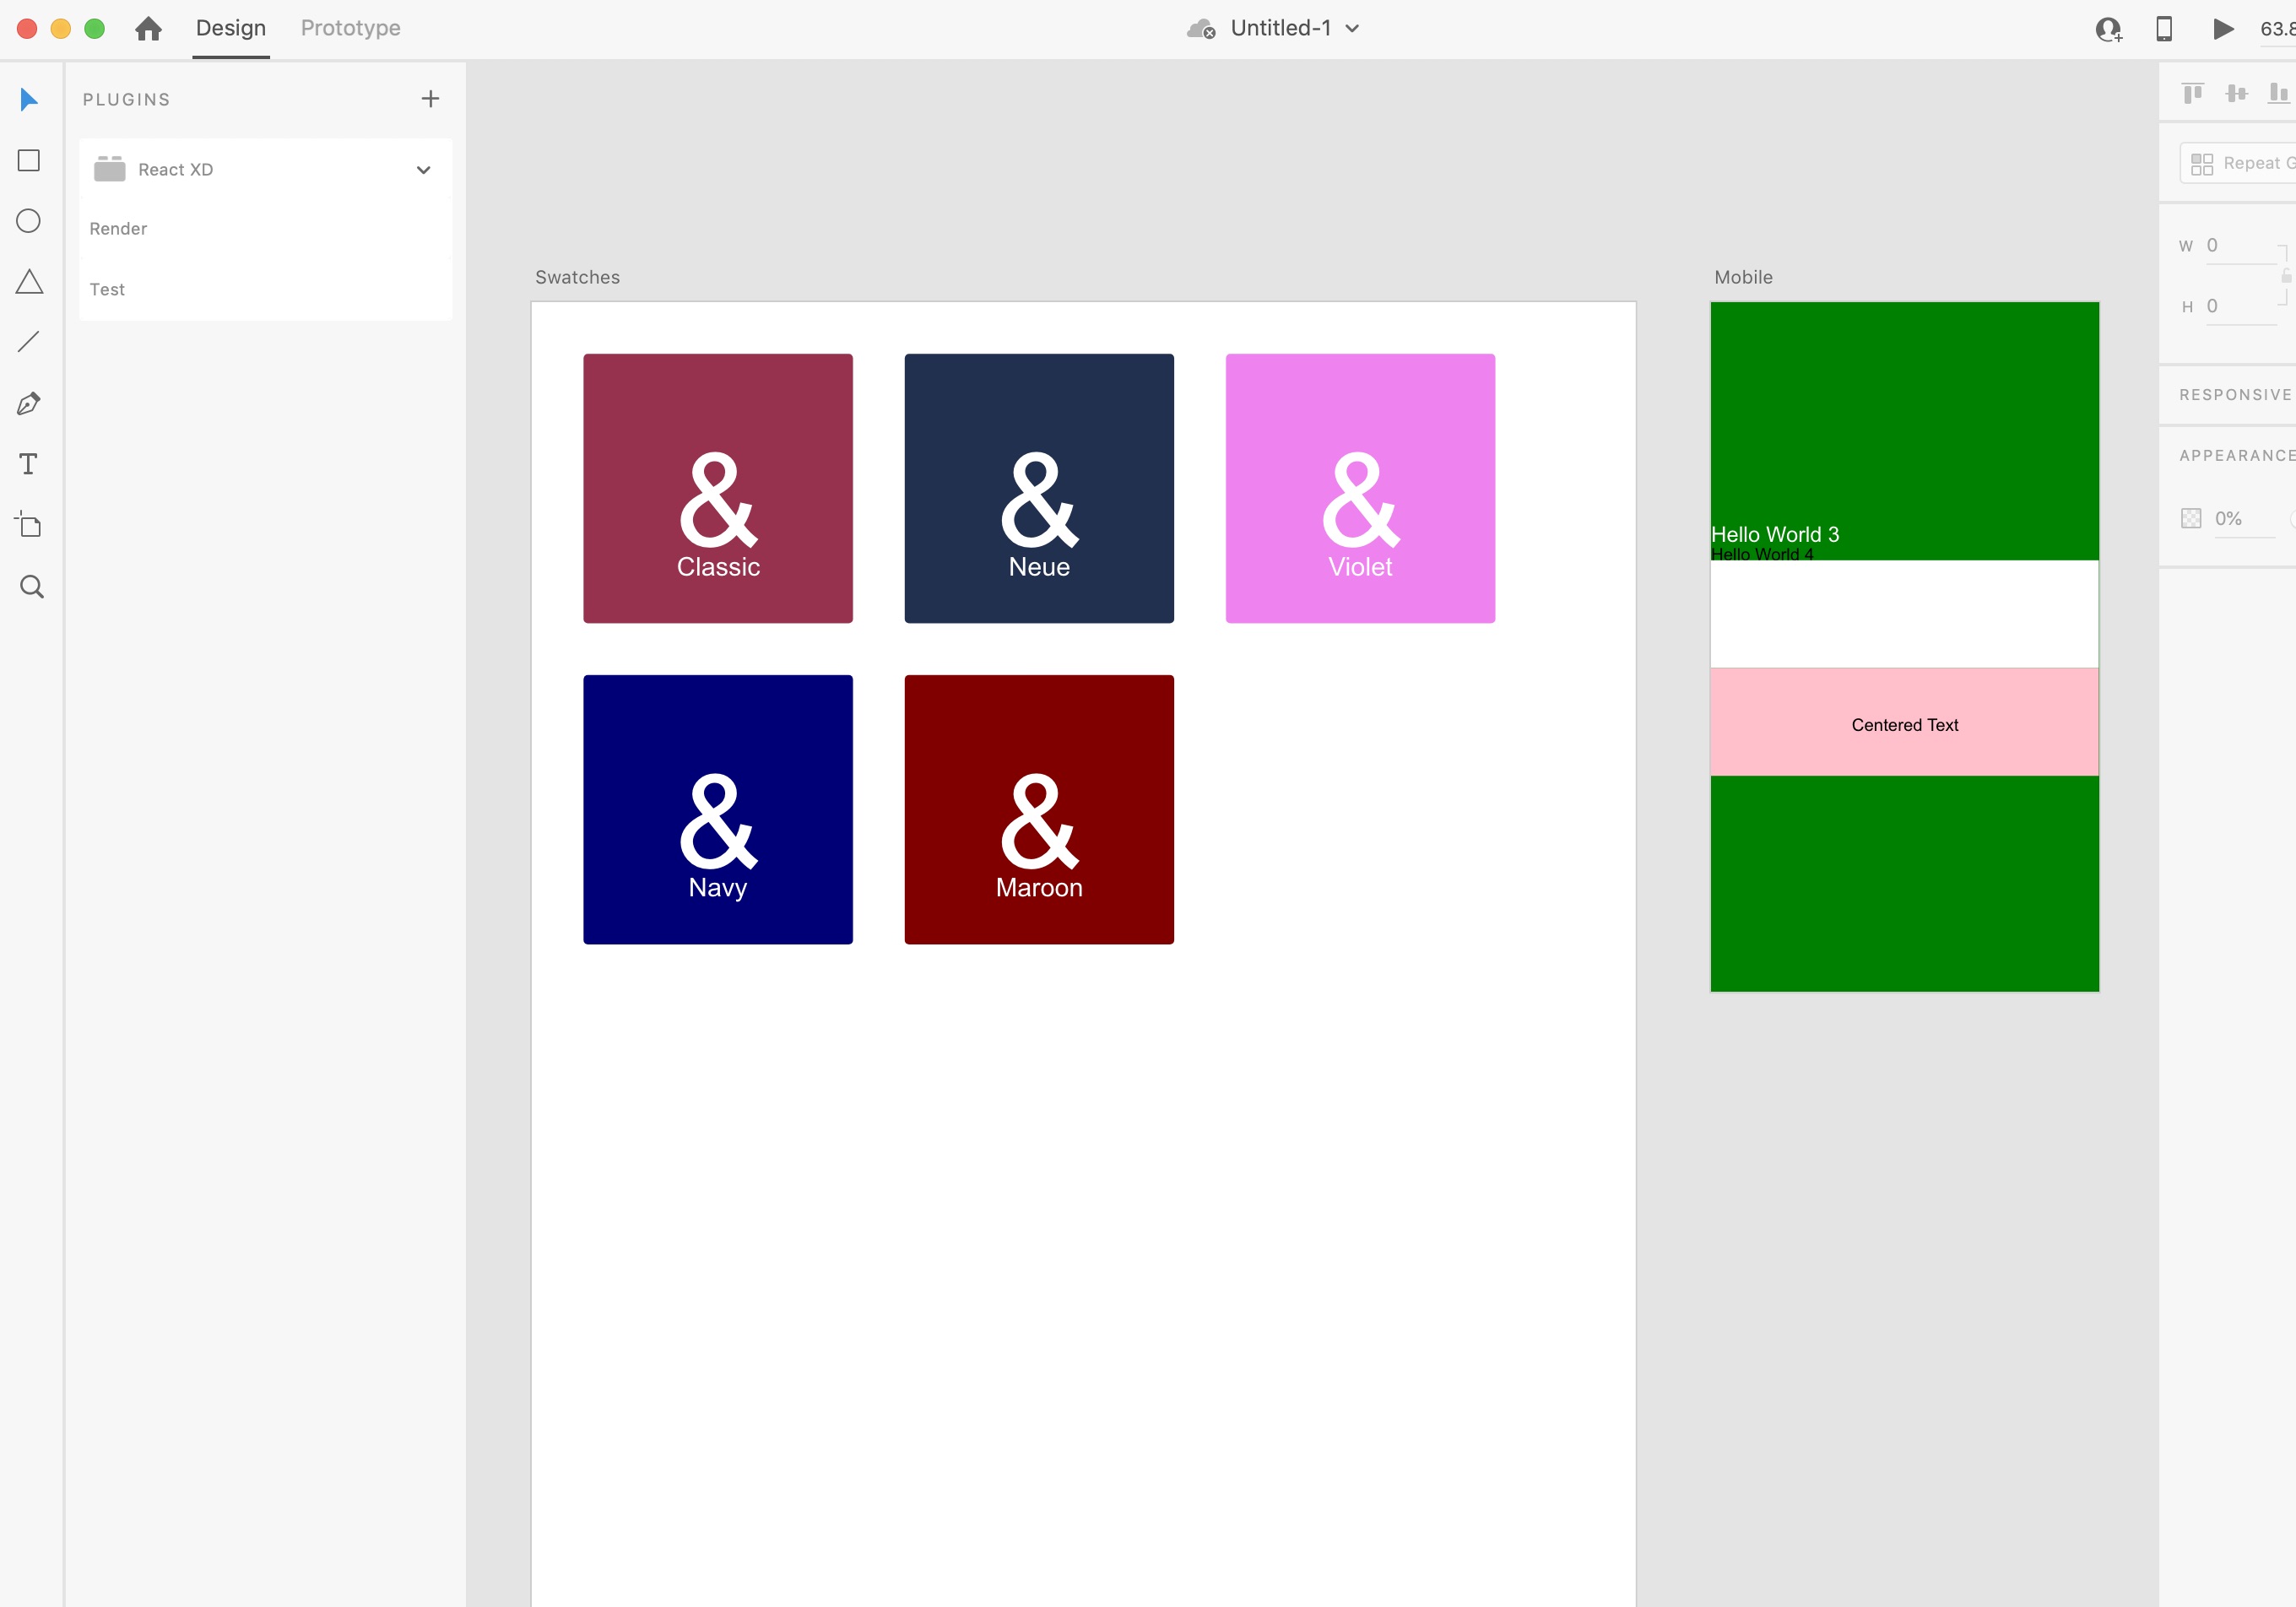 Design Prototype
Untitled-1
PLUGINS
React XD
Render
Test
Swatches
&
Classic
&
Neue
&
Violet
&
Navy
&
Maroon
Mobile
Hello World 3
Hello World 4
Centered Text
63.8
Repeat G
W 0
H 0
RESPONSIVE
APPEARANCE
0%